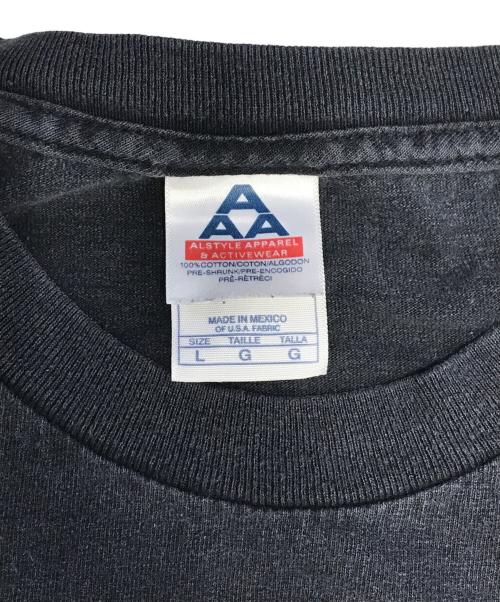 A
AA
ALSTYLE APPAREL
& ACTIVEWEAR
100% COTTON/COTON/ALGODON
PRE-SHRUNK/PRE-ENCOGIDO
PRÉ-RÉTRÉCI
MADE IN MEXICO
OF U.S.A. FABRIC
SIZE TAILLE TALLA
L G G